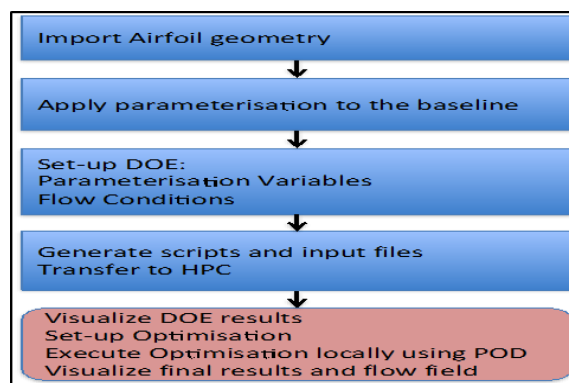 Import Airfoil geometry
Apply parameterisation to the baseline
Set-up DOE:
Parameterisation Variables
Flow Conditions
Generate scripts and input files
Transfer to HPC
Visualize DOE results
Set-up Optimisation
Execute Optimisation locally using POD
Visualize final results and flow field